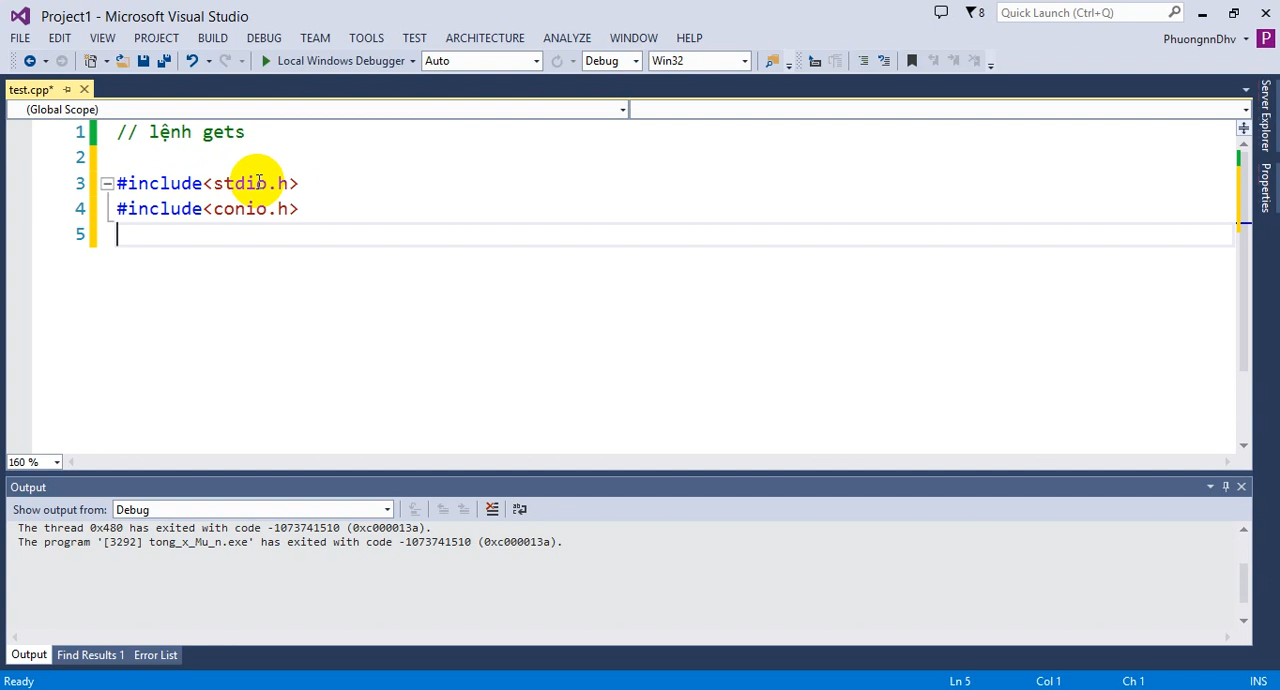 Project1 - Microsoft Visual Studio
8
Quick Launch (Ctrl+Q)
FILE EDIT VIEW PROJECT BUILD DEBUG TEAM TOOLS TEST ARCHITECTURE ANALYZE WINDOW HELP
PhuongnnDhv P
Local Windows Debugger Auto Debug Win32
test.cpp*
(Global Scope)
1 // lệnh gets
2
3 #include<stdio.h>
4 #include<conio.h>
5
160 %
Server Explorer
Properties
Output
Show output from: Debug
The thread 0x480 has exited with code -1073741510 (0xc000013a).
The program '[3292] tong_x_Mu_n.exe' has exited with code -1073741510 (0xc000013a).
Output Find Results 1 Error List
Ready Ln 5 Col 1 Ch 1 INS